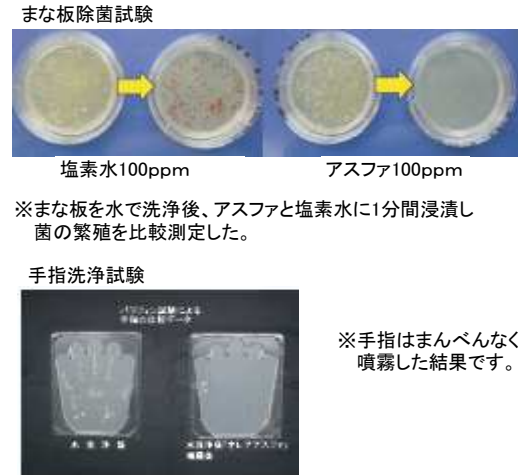 まな板除菌試験
塩素水100ppm
アスファ100ppm
※まな板を水で洗浄後、アスファと塩素水に1分間浸漬し
菌の繁殖を比較測定した。
手指洗浄試験
※手指はまんべんなく
噴霧した結果です。
水洗浄後